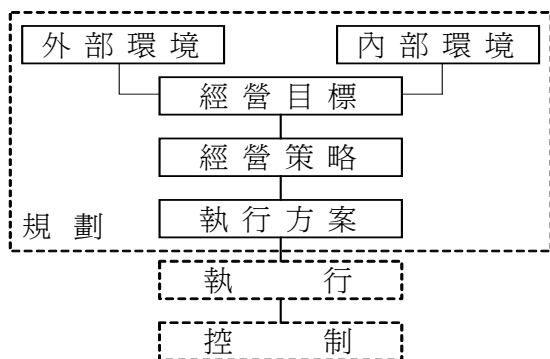 外部環境
內部環境
經營目標
經營策略
執行方案
規劃
執行
控制